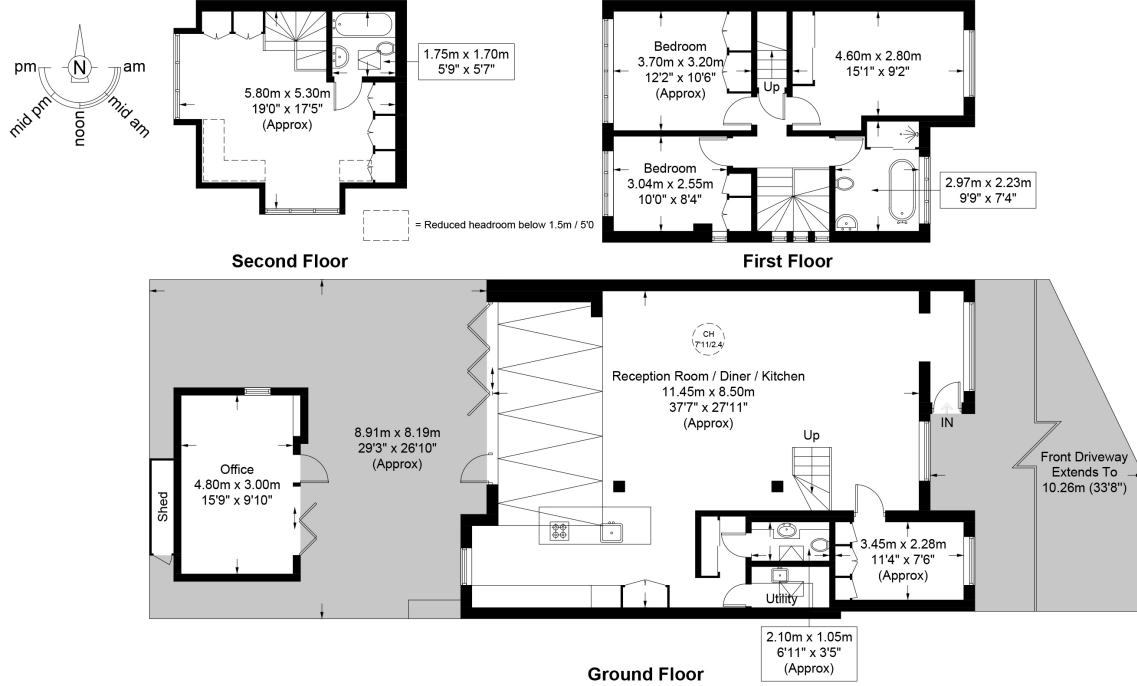 pm
N
am
mid pm
noon
mid am
5.80m x 5.30m
19'0" x 17'5"
(Approx)
1.75m x 1.70m
5'9" x 5'7"
= Reduced headroom below 1.5m / 5'0
Second Floor
Bedroom
3.70m x 3.20m
12'2" x 10'6"
(Approx)
Up
4.60m x 2.80m
15'1" x 9'2"
Bedroom
3.04m x 2.55m
10'0" x 8'4"
2.97m x 2.23m
9'9" x 7'4"
First Floor
CH
7'11/2.4
Reception Room / Diner / Kitchen
11.45m x 8.50m
37'7" x 27'11"
(Approx)
IN
Up
8.91m x 8.19m
29'3" x 26'10"
(Approx)
Office
4.80m x 3.00m
15'9" x 9'10"
Shed
Front Driveway
Extends To
10.26m (33'8")
3.45m x 2.28m
11'4" x 7'6"
(Approx)
Utility
2.10m x 1.05m
6'11" x 3'5"
(Approx)
Ground Floor